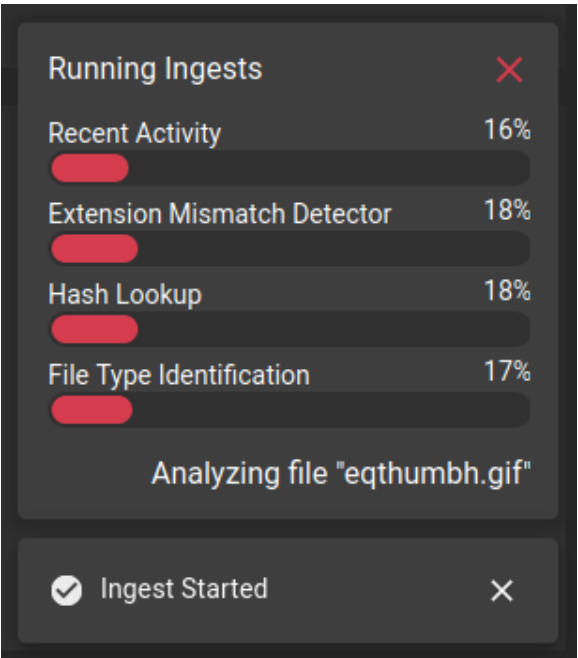 Running Ingests
Recent Activity 16%
Extension Mismatch Detector 18%
Hash Lookup 18%
File Type Identification 17%
Analyzing file "eqthumbh.gif"
Ingest Started